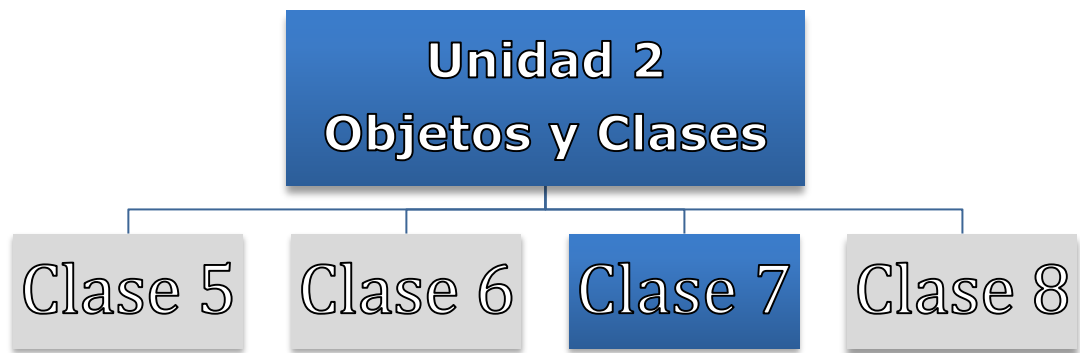 Unidad 2
Objetos y Clases
Clase 5
Clase 6
Clase 7
Clase 8